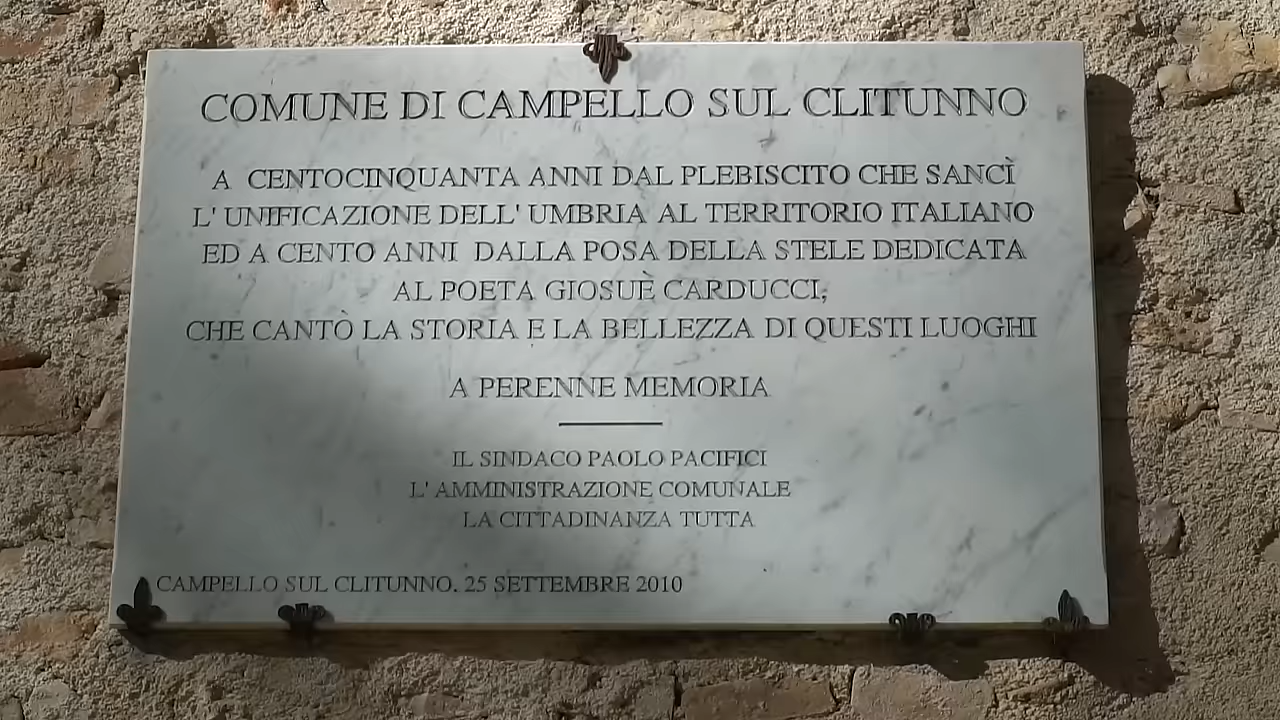 COMUNE DI CAMPELLO SUL CLITUNNO
A CENTOCINQUANTA ANNI DAL PLEBISCITO CHE SANCÌ
L' UNIFICAZIONE DELL' UMBRIA AL TERRITORIO ITALIANO
ED A CENTO ANNI DALLA POSA DELLA STELE DEDICATA
AL POETA GIOSUÈ CARDUCCI,
CHE CANTÒ LA STORIA E LA BELLEZZA DI QUESTI LUOGHI
A PERENNE MEMORIA
IL SINDACO PAOLO PACIFICI
L' AMMINISTRAZIONE COMUNALE
LA CITTADINANZA TUTTA
CAMPELLO SUL CLITUNNO, 25 SETTEMBRE 2010